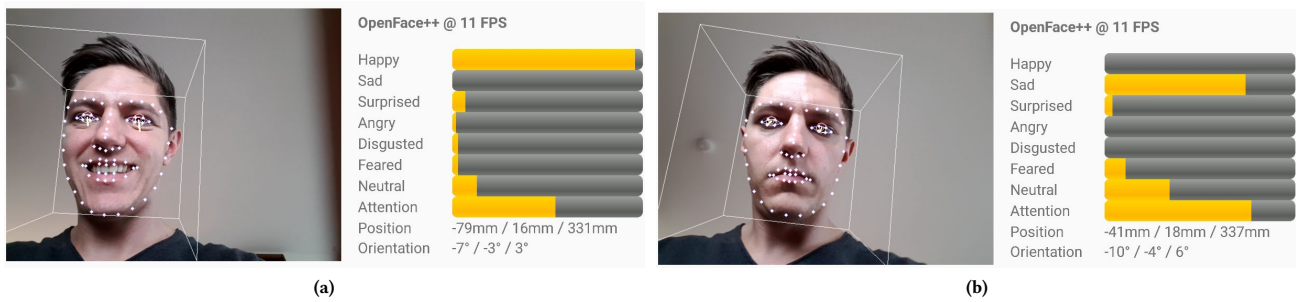 OpenFace++ @ 11 FPS
Happy
Sad
Surprised
Angry
Disgusted
Feared
Neutral
Attention
Position -79mm / 16mm / 331mm
Orientation -7° / -3° / 3°
(a)
OpenFace++ @ 11 FPS
Happy
Sad
Surprised
Angry
Disgusted
Feared
Neutral
Attention
Position -41mm / 18mm / 337mm
Orientation -10° / -4° / 6°
(b)